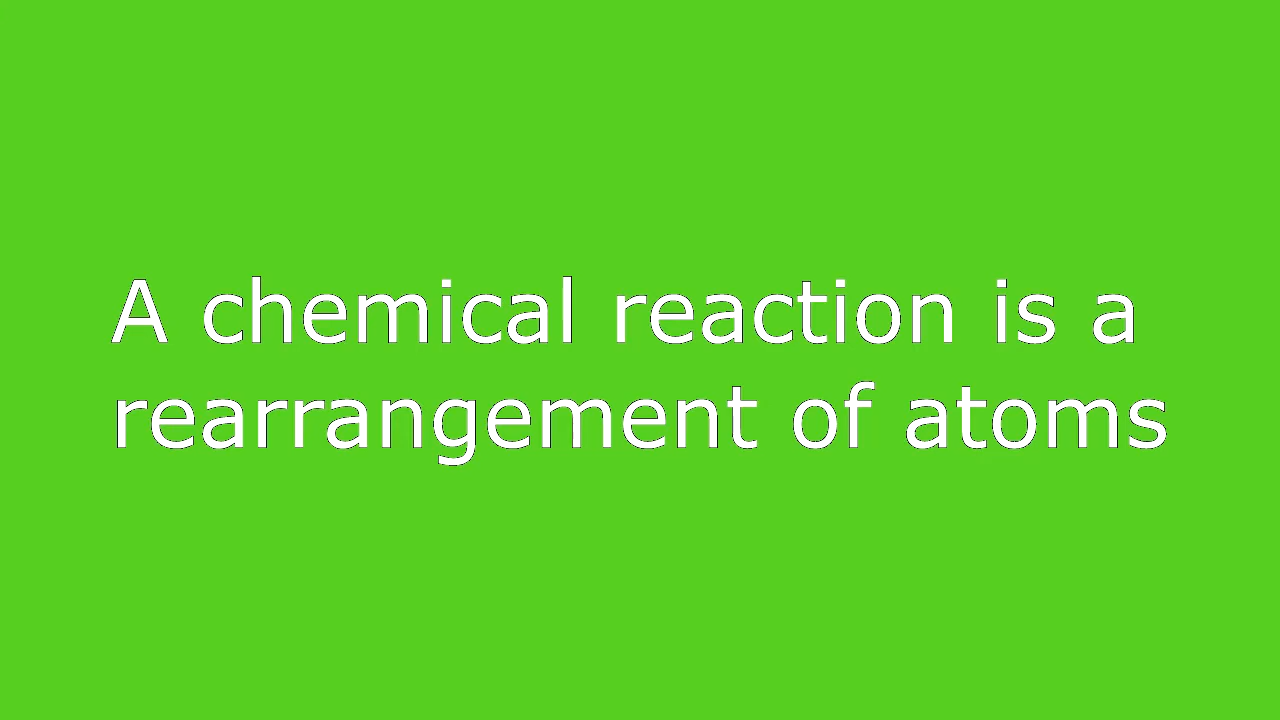 A chemical reaction is a
rearrangement of atoms